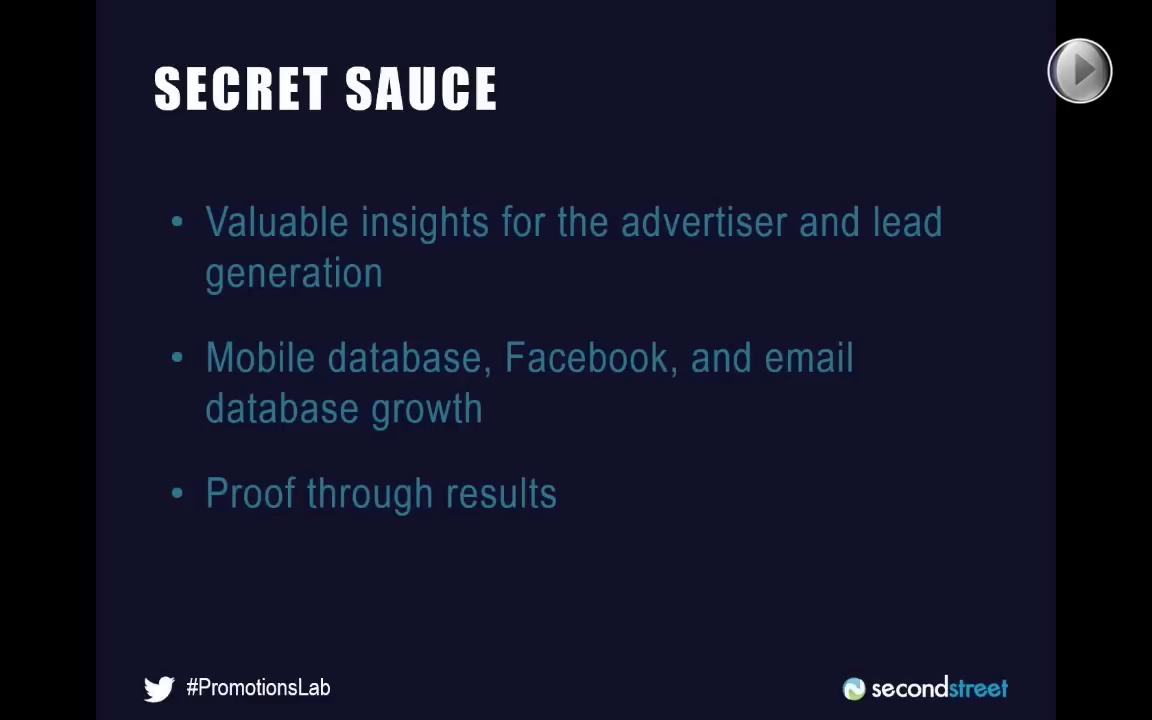 SECRET SAUCE
• Valuable insights for the advertiser and lead
generation
• Mobile database, Facebook, and email
database growth
• Proof through results
#PromotionsLab
secondstreet